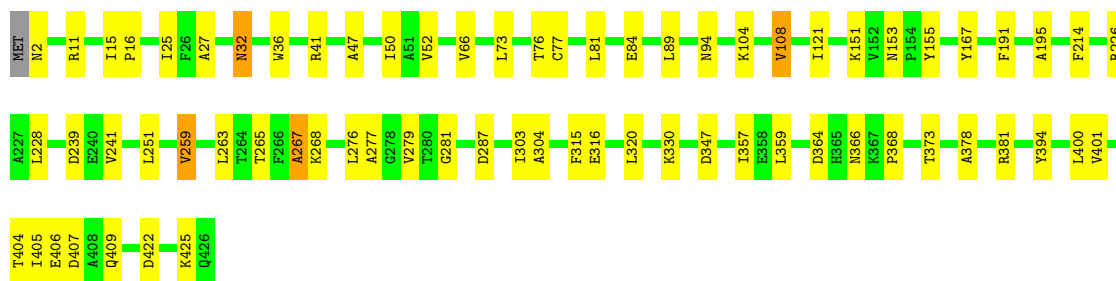 MET N2 R11 I15 P16 I25 F26 A27 N32 W36 R41 A47 I50 A51 V52 V66 L73 T76 C77 L81 E84 L89 N94 K104 V108 I121 K151 V152 N153 P154 Y155 Y167 F191 A195 F214 R226
A227 L228 D239 E240 V241 L251 V259 L263 T264 T265 F266 A267 K268 L276 A277 G278 V279 T280 G281 D287 I303 A304 F315 E316 L320 K330 D347 I357 E358 L359 D364 H365 N366 K367 P368 T373 A378 R381 Y394 L400 V401
T404 I405 E406 D407 A408 Q409 D422 K425 Q426